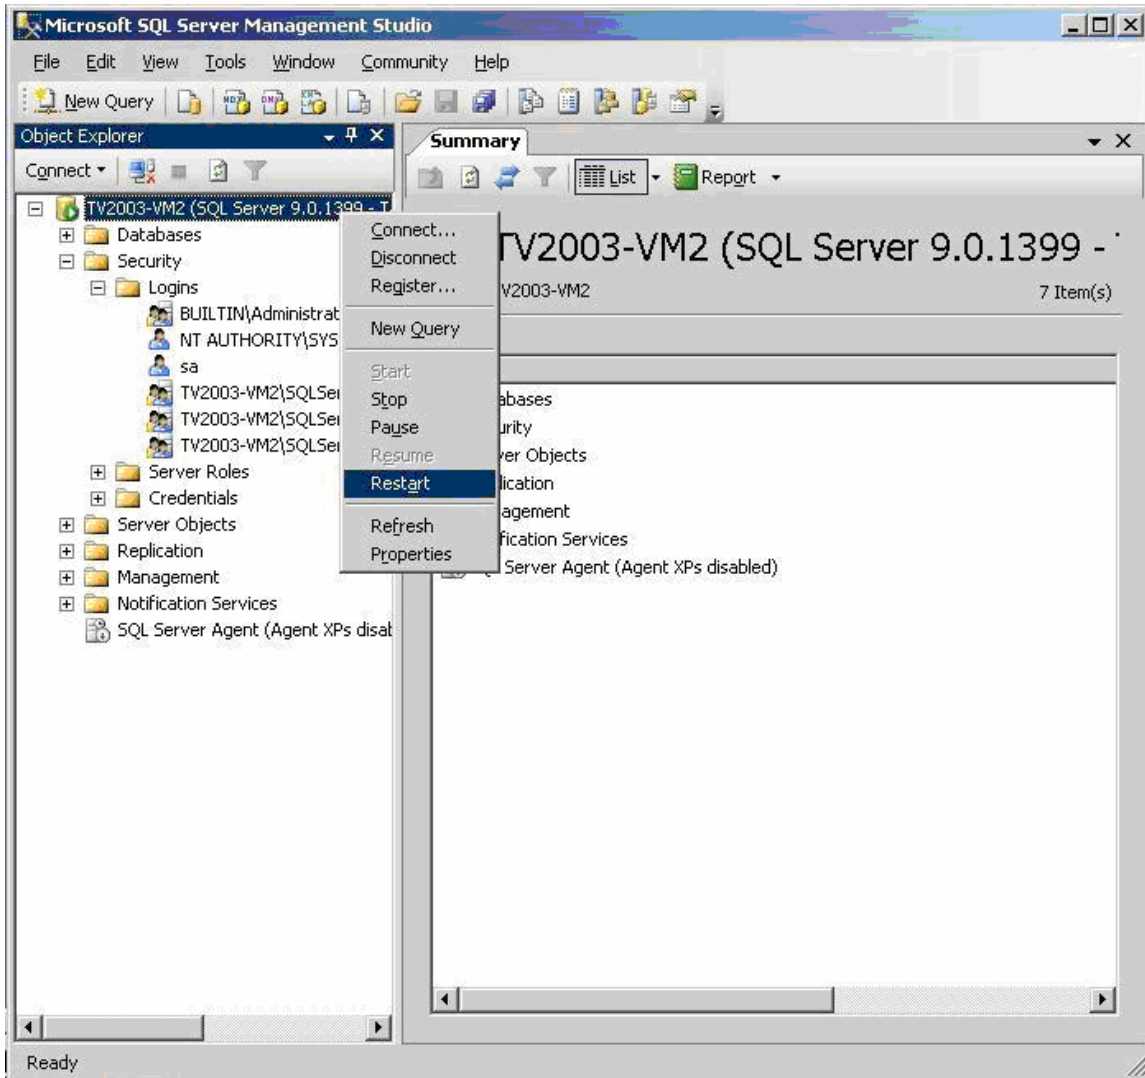 Microsoft SQL Server Management Studio
File Edit View Tools Window Community Help
New Query
Object Explorer
Connect
TV2003-VM2 (SQL Server 9.0.1399 - T
Databases
Security
Logins
BUILTIN\Administrat
NT AUTHORITY\SYS
sa
TV2003-VM2\SQLSer
TV2003-VM2\SQLSer
TV2003-VM2\SQLSer
Server Roles
Credentials
Server Objects
Replication
Management
Notification Services
SQL Server Agent (Agent XPs disab
Connect...
Disconnect
Register...
New Query
Start
Stop
Pause
Resume
Restart
Refresh
Properties
Summary
List Report
TV2003-VM2 (SQL Server 9.0.1399 -
V2003-VM2 7 Item(s)
abases
urity
ver Objects
lication
agement
fication Services
Server Agent (Agent XPs disabled)
Ready